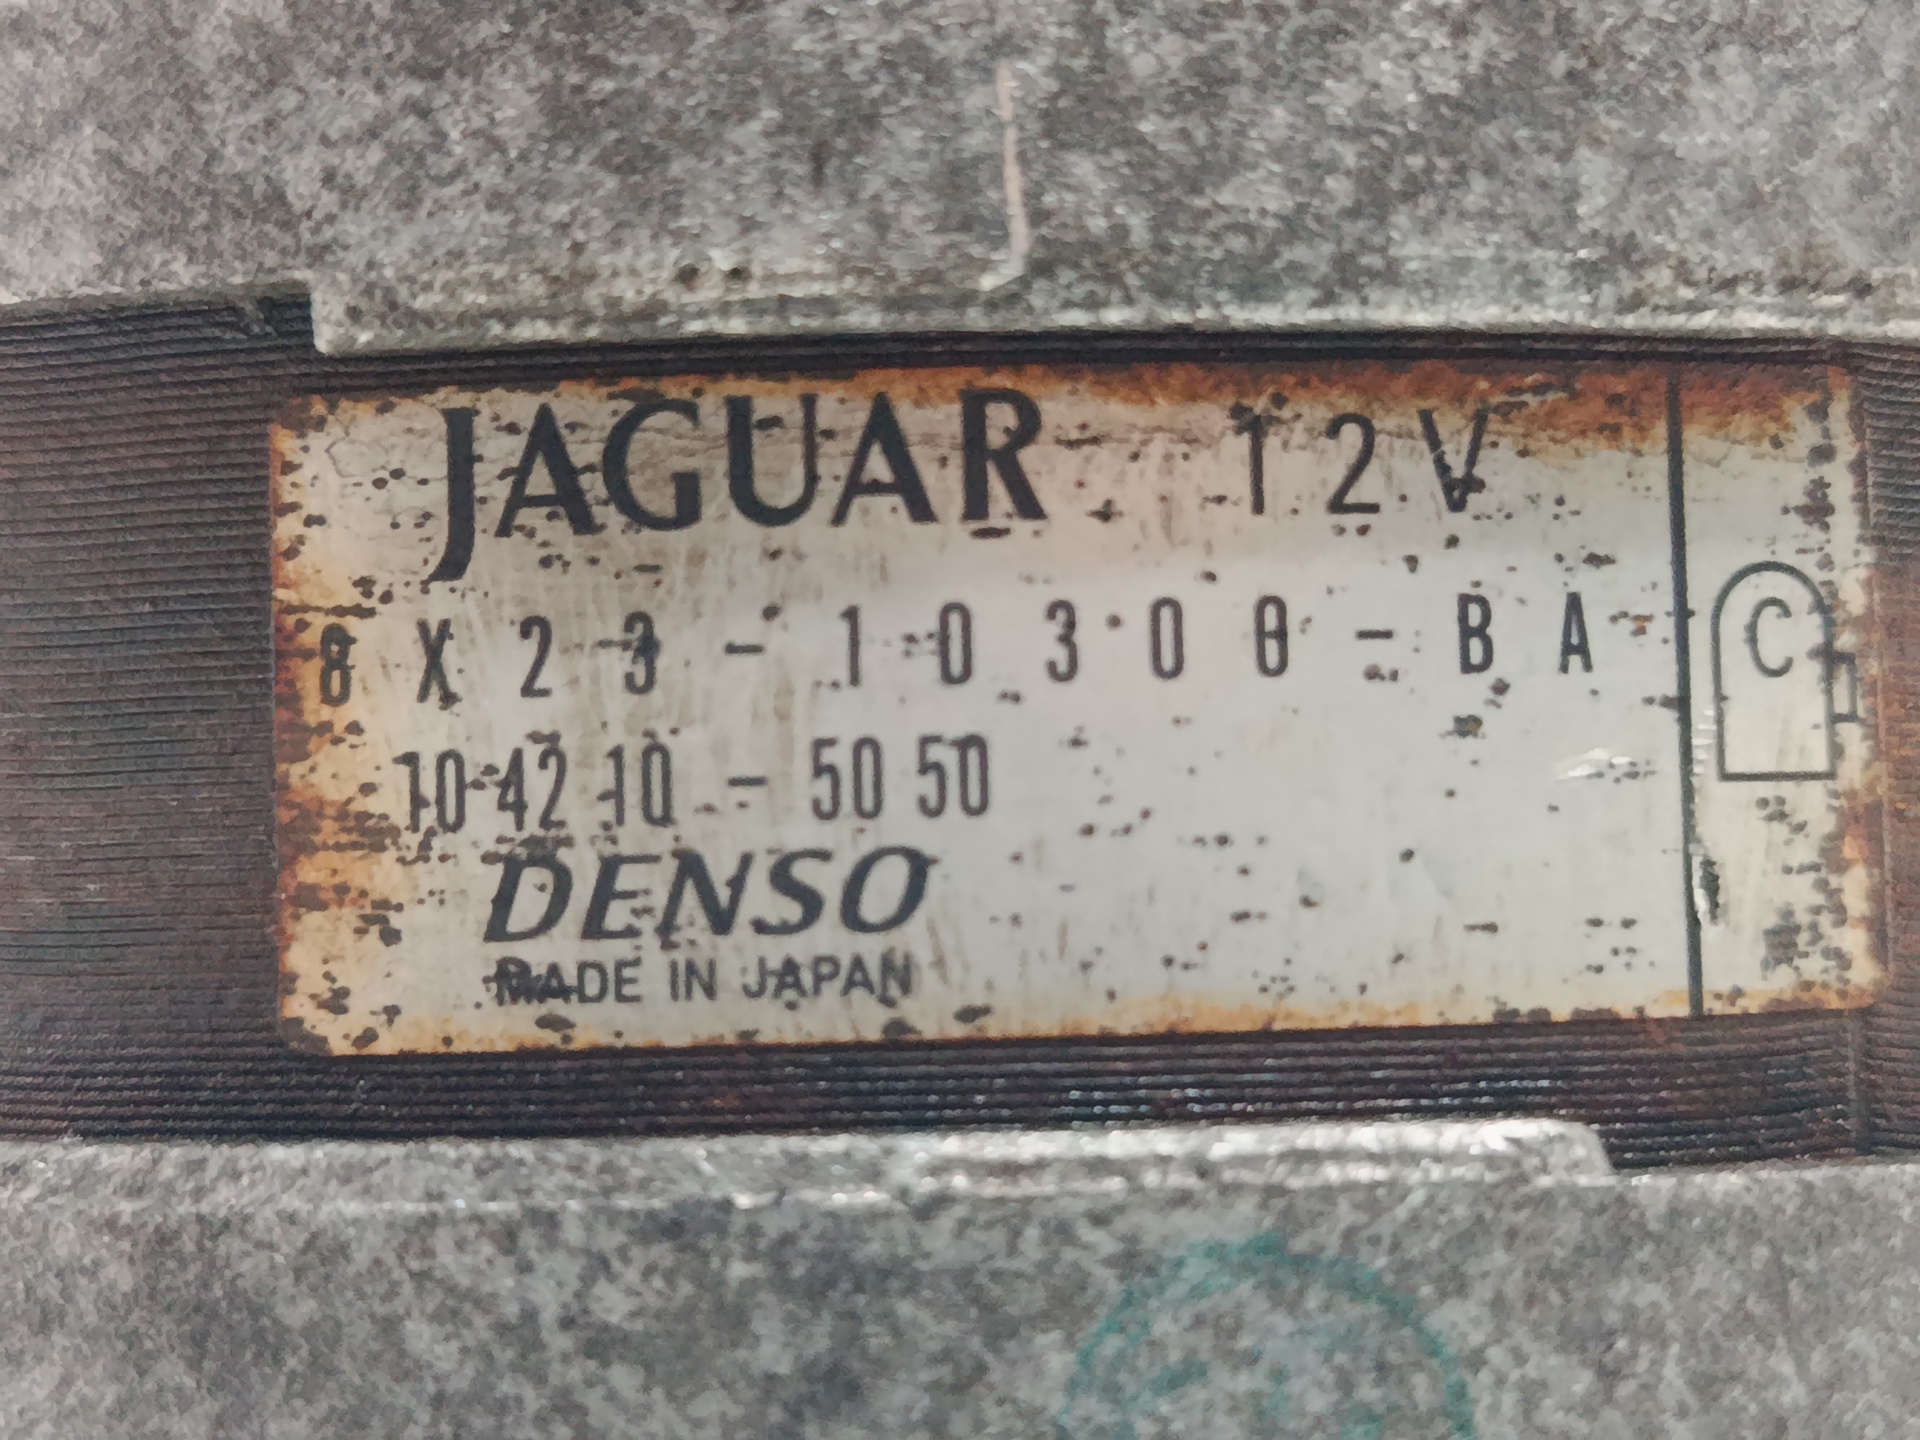 JAGUAR 12V
8X23-10300-BA
C
104210-5050
DENSO
MADE IN JAPAN